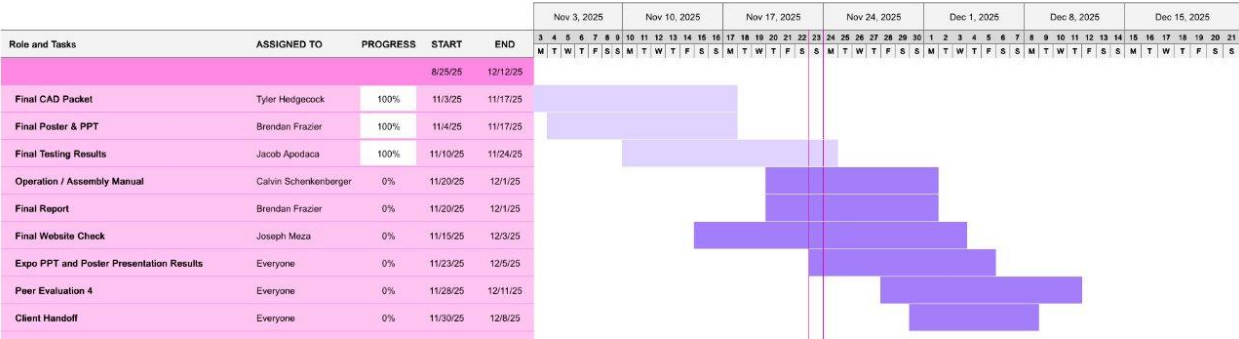 Nov 3, 2025 Nov 10, 2025 Nov 17, 2025 Nov 24, 2025 Dec 1, 2025 Dec 8, 2025 Dec 15, 2025
3 4 5 6 7 8 9 10 11 12 13 14 15 16 17 18 19 20 21 22 23 24 25 26 27 28 29 30 1 2 3 4 5 6 7 8 9 10 11 12 13 14 15 16 17 18 19 20 21
Role and Tasks ASSIGNED TO PROGRESS START END M T W T F S S M T W T F S S M T W T F S S M T W T F S S M T W T F S S M T W T F S S M T W T F S S
8/25/25 12/12/25
Final CAD Packet Tyler Hedgecock 100% 11/3/25 11/17/25
Final Poster & PPT Brendan Frazier 100% 11/4/25 11/17/25
Final Testing Results Jacob Apodaca 100% 11/10/25 11/24/25
Operation / Assembly Manual Calvin Schenkenberger 0% 11/20/25 12/1/25
Final Report Brendan Frazier 0% 11/20/25 12/1/25
Final Website Check Joseph Meza 0% 11/15/25 12/3/25
Expo PPT and Poster Presentation Results Everyone 0% 11/23/25 12/5/25
Peer Evaluation 4 Everyone 0% 11/28/25 12/11/25
Client Handoff Everyone 0% 11/30/25 12/8/25